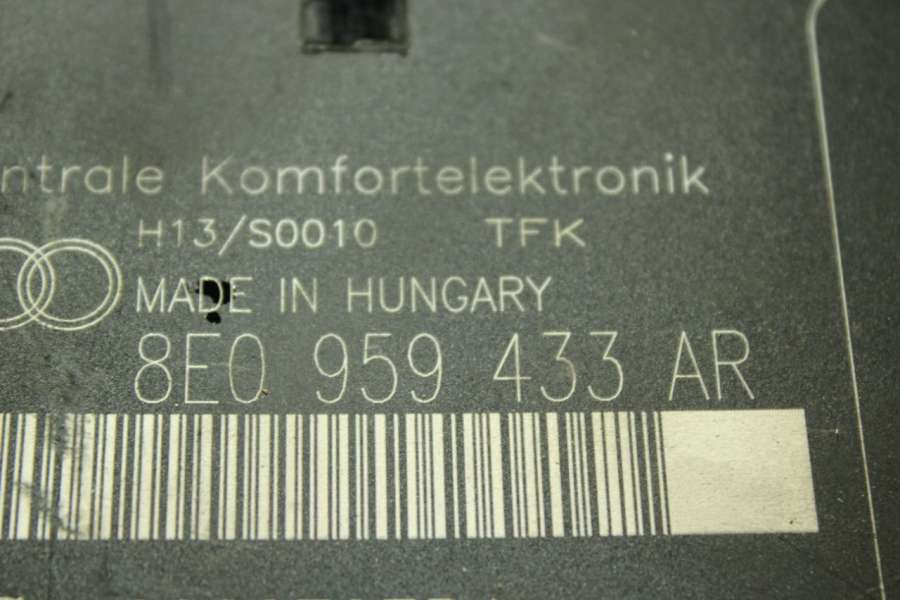 ntrale Komfortelektronik
H13/S0010 TFK
MADE IN HUNGARY
8E0 959 433 AR